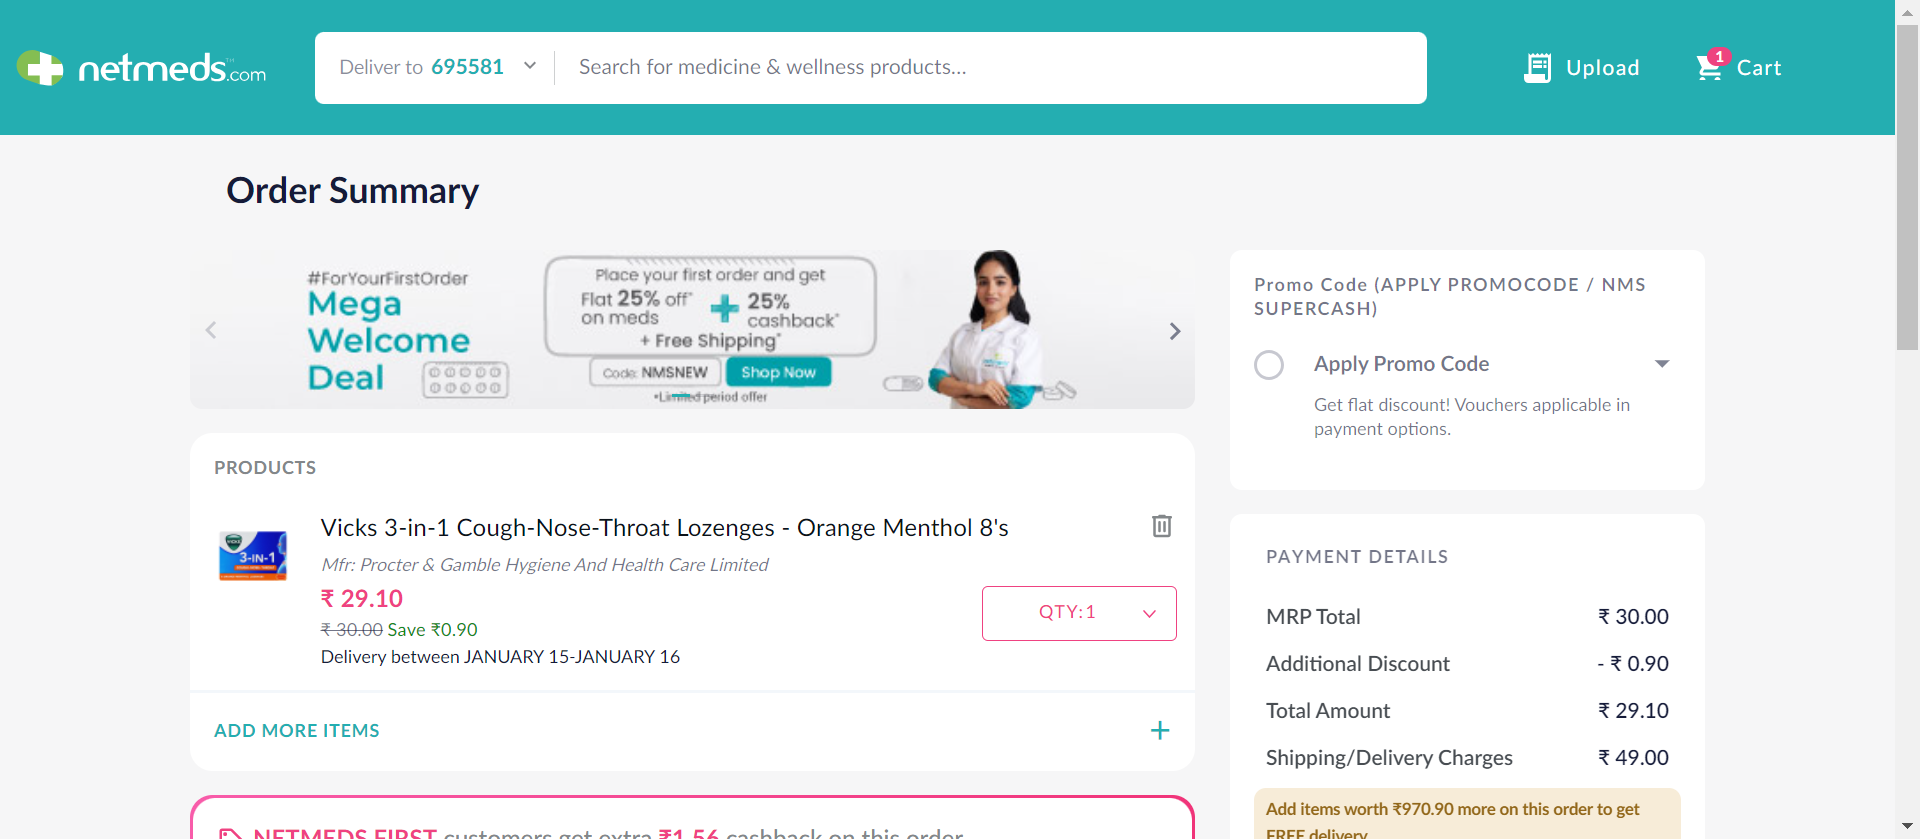 netmeds.com
Deliver to 695581
Search for medicine & wellness products...
Upload
1
Cart
Order Summary
#ForYourFirstOrder
Mega
Welcome
Deal
Place your first order and get
Flat 25% off*
on meds
25%
cashback*
+ Free Shipping*
Code: NMSNEW
Shop Now
*Limited period offer
Promo Code (APPLY PROMOCODE / NMS
SUPERCASH)
Apply Promo Code
Get flat discount! Vouchers applicable in
payment options.
PRODUCTS
VICKS
3-IN-1
Vicks 3-in-1 Cough-Nose-Throat Lozenges - Orange Menthol 8's
Mfr: Procter & Gamble Hygiene And Health Care Limited
₹ 29.10
₹ 30.00 Save ₹0.90
Delivery between JANUARY 15-JANUARY 16
QTY:1
ADD MORE ITEMS
+
PAYMENT DETAILS
MRP Total ₹ 30.00
Additional Discount - ₹ 0.90
Total Amount ₹ 29.10
Shipping/Delivery Charges ₹ 49.00
Add items worth ₹970.90 more on this order to get
FREE delivery
NETMEDS FIRST customers get extra ₹1.56 cashback on this order